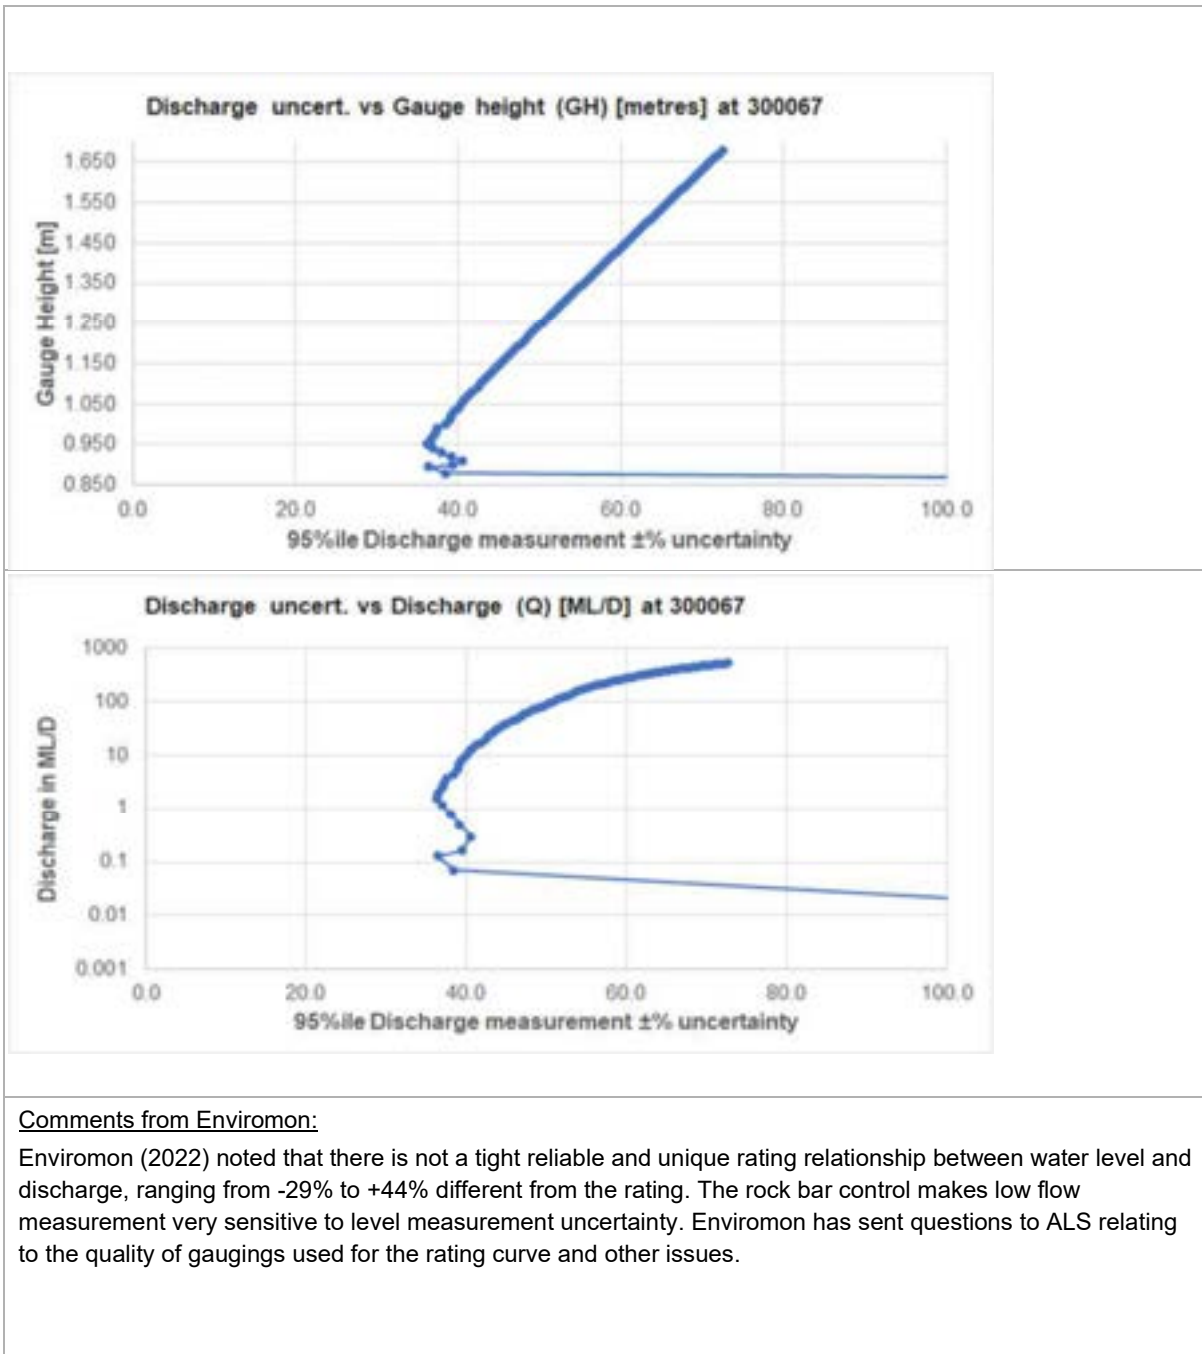 Discharge uncert. vs Gauge height (GH) [metres] at 300067
1.650
1.550
1.450
1.350
1.250
1.150
1.050
0.950
0.850
Gauge Height [m]
0.0 20.0 40.0 60.0 80.0 100.0
95%ile Discharge measurement ±% uncertainty
Discharge uncert. vs Discharge (Q) [ML/D] at 300067
1000
100
10
1
0.1
0.01
0.001
Discharge in ML/D
0.0 20.0 40.0 60.0 80.0 100.0
95%ile Discharge measurement ±% uncertainty
Comments from Enviromon:
Enviromon (2022) noted that there is not a tight reliable and unique rating relationship between water level and
discharge, ranging from -29% to +44% different from the rating. The rock bar control makes low flow
measurement very sensitive to level measurement uncertainty. Enviromon has sent questions to ALS relating
to the quality of gaugings used for the rating curve and other issues.